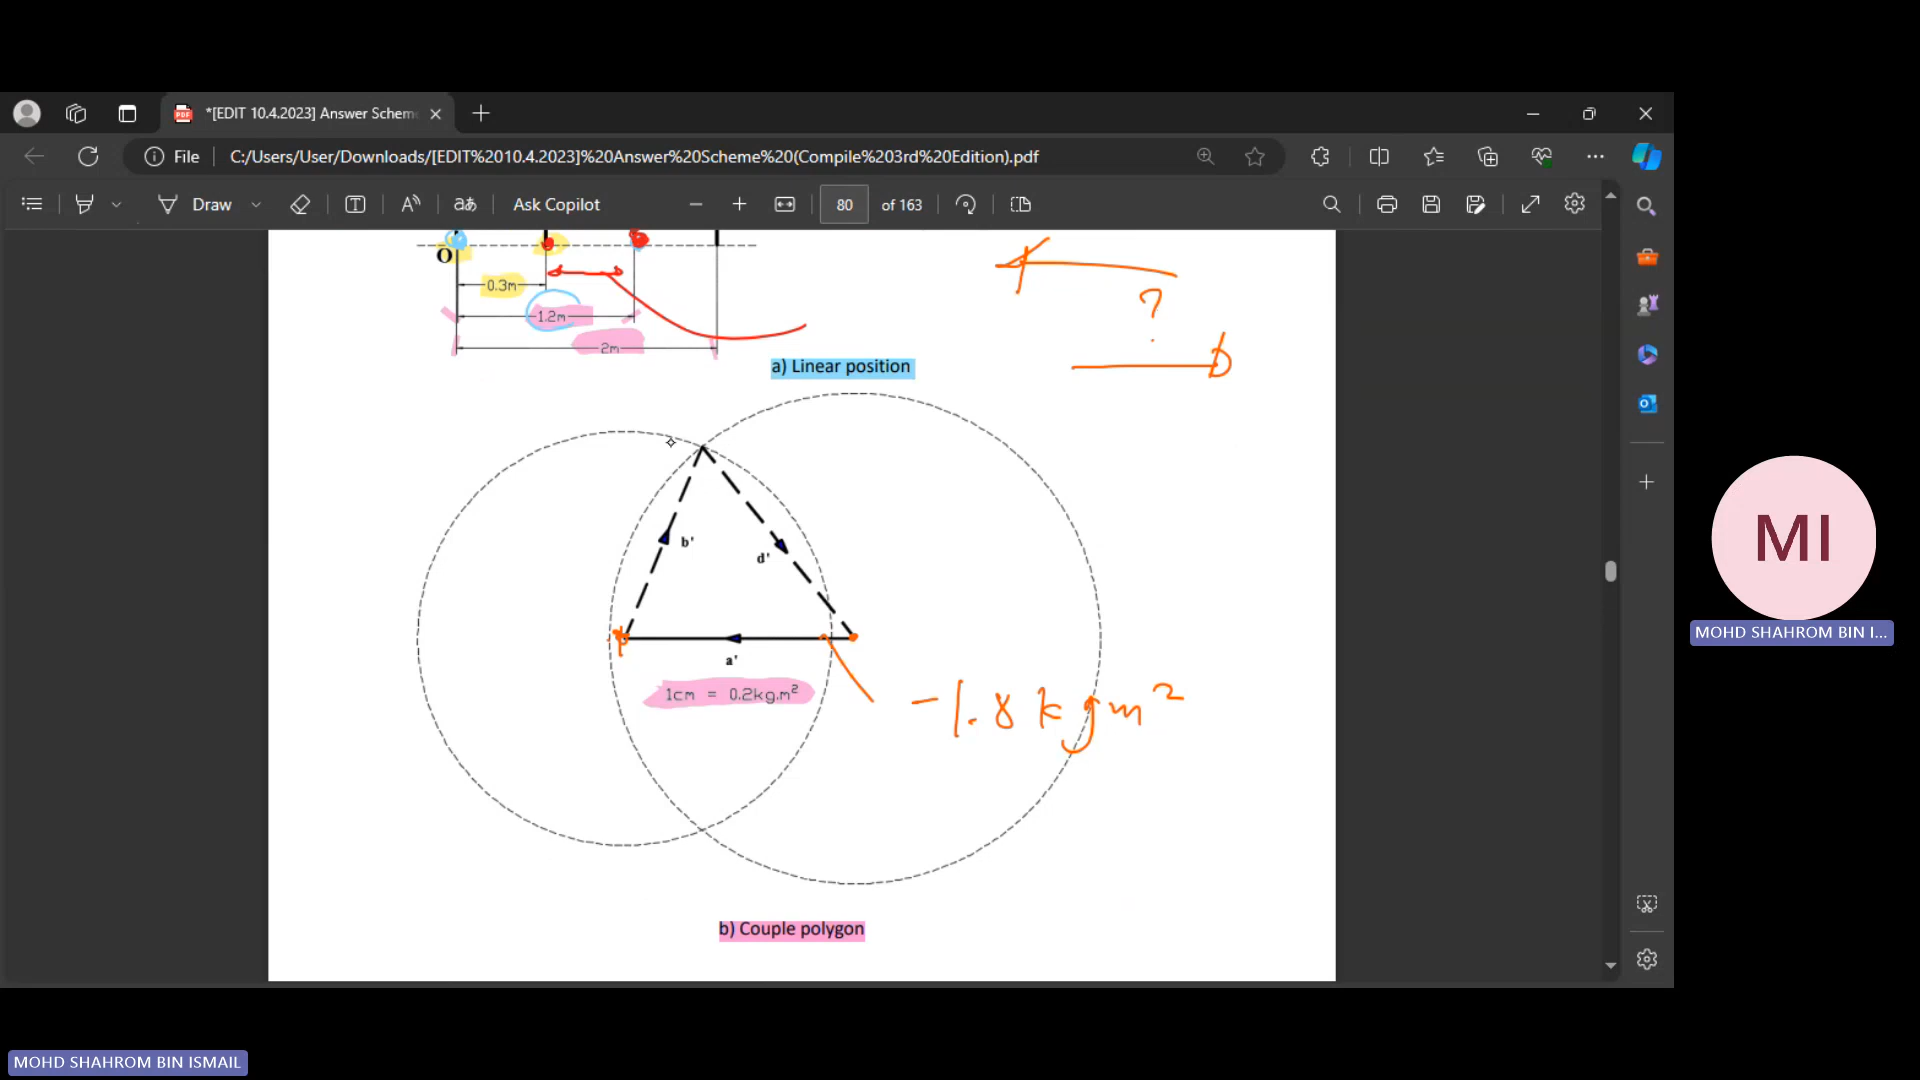 *[EDIT 10.4.2023] Answer Schem
File C:/Users/User/Downloads/[EDIT%2010.4.2023]%20Answer%20Scheme%20(Compile%203rd%20Edition).pdf
Draw Ask Copilot 80 of 163
O
0.3m
1.2m
2m
?
a) Linear position
b'
d'
a'
1cm = 0.2kg.m²
-1.8 kgm²
b) Couple polygon
MI
MOHD SHAHROM BIN I...
MOHD SHAHROM BIN ISMAIL